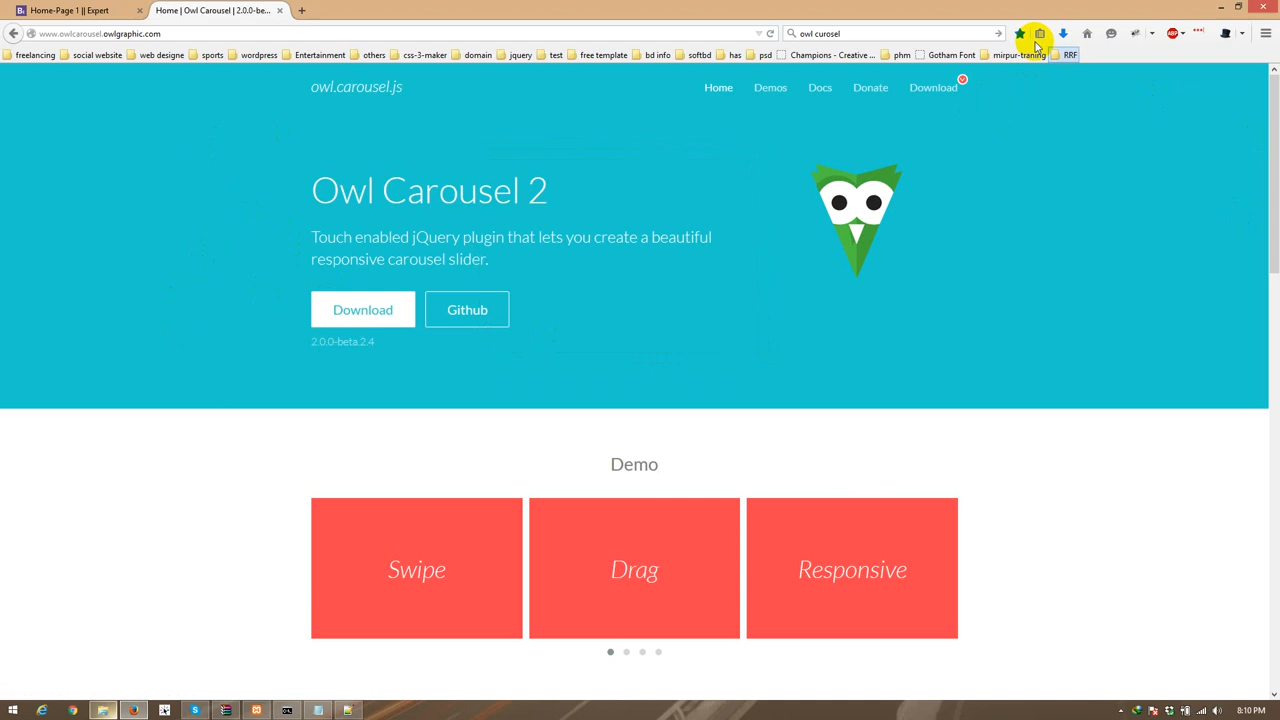 Home-Page 1 || Expert
Home | Owl Carousel | 2.0.0-be...
www.owlcarousel.owlgraphic.com
owl curosel
ABP
freelancing
social website
web designe
sports
wordpress
Entertainment
others
css-3-maker
domain
jquery
test
free template
bd info
softbd
has
psd
Champions - Creative ...
phm
Gotham Font
mirpur-traning
RRF
owl.carousel.js
Home
Demos
Docs
Donate
Download
Owl Carousel 2
Touch enabled jQuery plugin that lets you create a beautiful
responsive carousel slider.
Download
Github
2.0.0-beta.2.4
Demo
Swipe
Drag
Responsive
8:10 PM